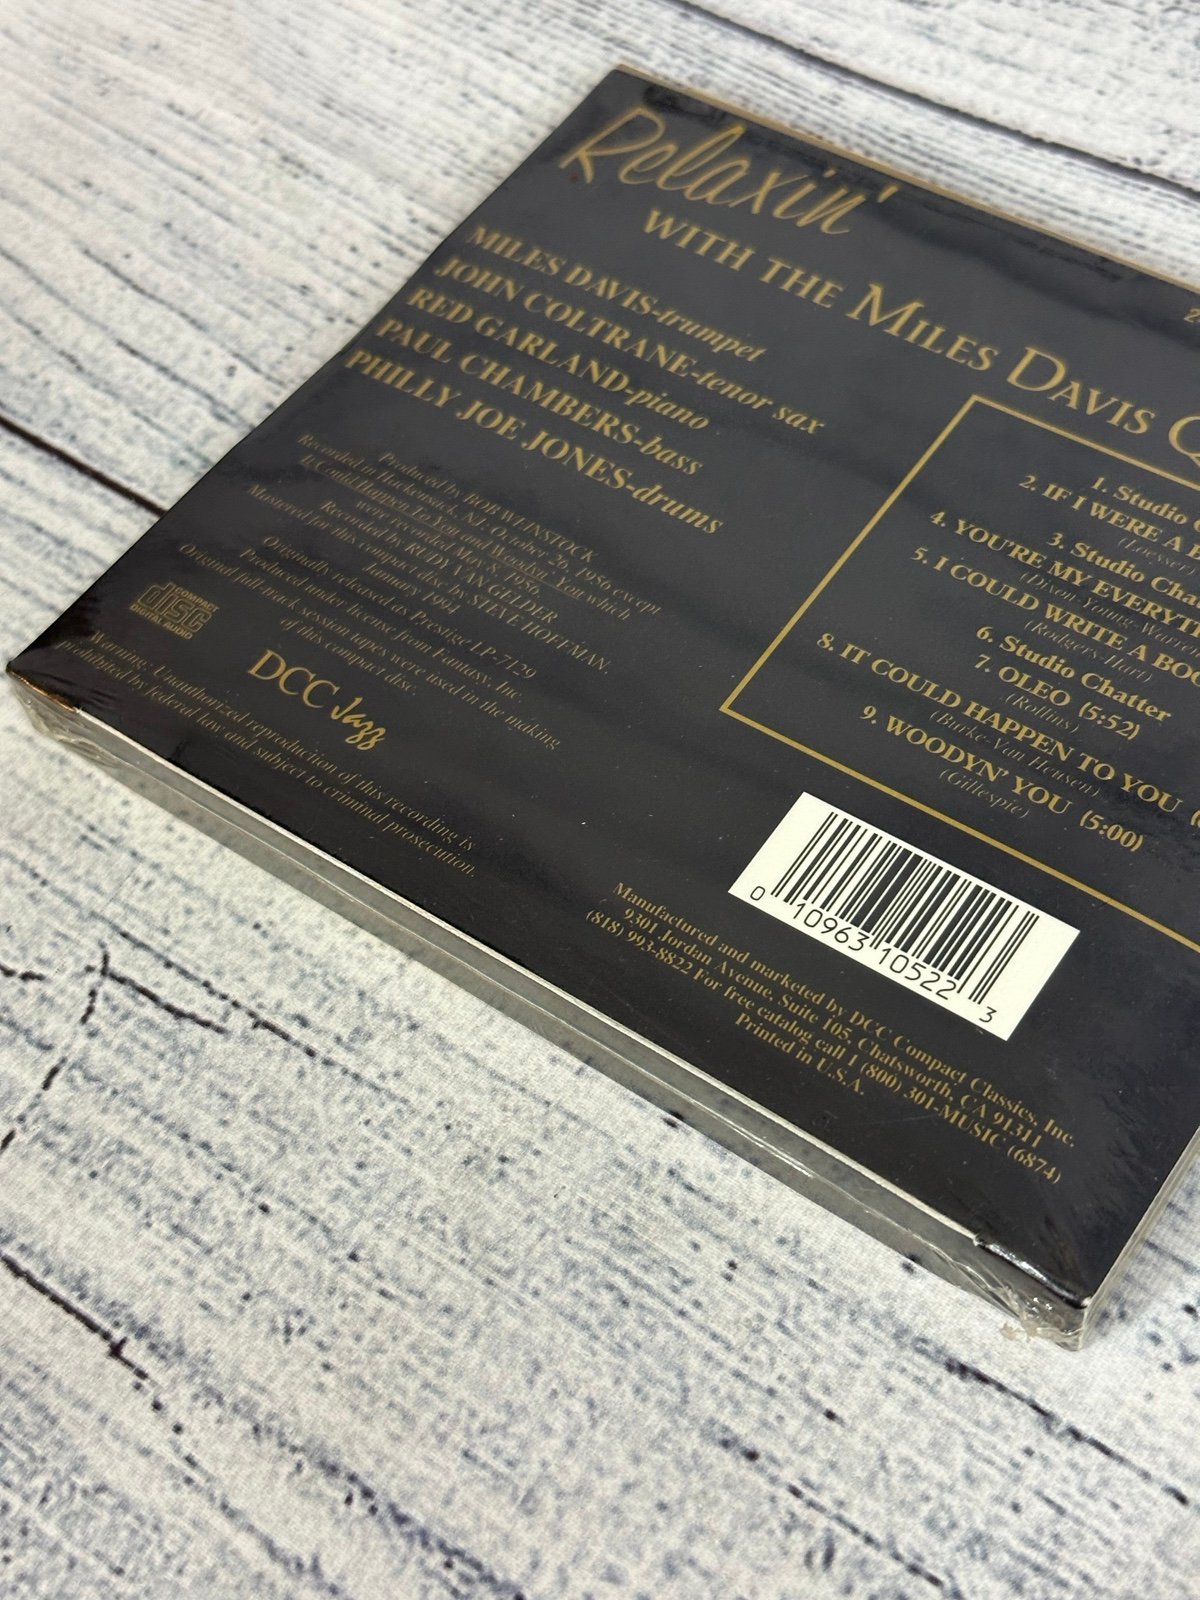 Relaxin'
WITH THE MILES DAVIS
MILES DAVIS-trumpet
JOHN COLTRANE-tenor sax
RED GARLAND-piano
PAUL CHAMBERS-bass
PHILLY JOE JONES-drums
Produced by BOB WEINSTOCK
Recorded in Hackensack, NJ. October 26, 1956 except
It Could Happen To You and Woodyn' You which
were recorded May 8, 1956
Recorded by RUDY VAN GELDER
Mastered for this compact disc by STEVE HOFFMAN,
January 1994
Originally released as Prestige LP-7129
Produced under license from Fantasy, Inc.
Original full-track session tapes were used in the making
of this compact disc.
COMPACT
disc
DIGITAL AUDIO
DCC Jazz
Warning: Unauthorized reproduction of this recording is
prohibited by federal law and subject to criminal prosecution.
1. Studio
2. IF I WERE A
(Loesser)
3. Studio
4. YOU'RE MY
(Dixon-Young-Warren)
5. I COULD WRITE A
(Rodgers-Hart)
6. Studio Chatter
7. OLEO (5:52)
(Rollins)
8. IT COULD HAPPEN TO YOU
(Burke-Van Heusen)
9. WOODYN' YOU (5:00)
(Gillespie)
0 10963 10522 3
Manufactured and marketed by DCC Compact Classics, Inc.
9301 Jordan Avenue, Suite 105, Chatsworth, CA 91311
(818) 993-8822 For free catalog call 1 (800) 301-MUSIC (6874)
Printed in U.S.A.